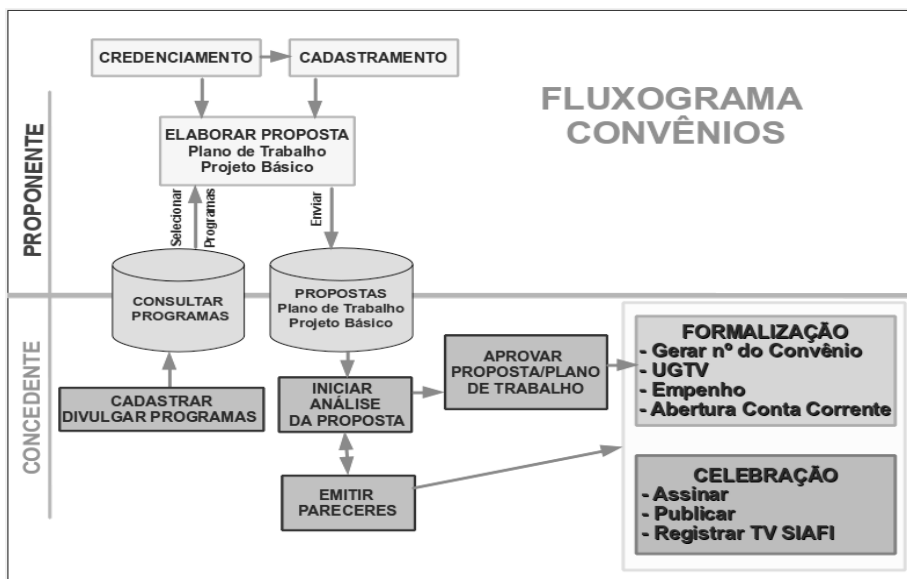 CREDENCIAMENTO
CADASTRAMENTO
FLUXOGRAMA
CONVÊNIOS
PROPONENTE
ELABORAR PROPOSTA
Plano de Trabalho
Projeto Básico
Selecionar
Programas
Enviar
CONSULTAR
PROGRAMAS
PROPOSTAS
Plano de Trabalho
Projeto Básico
CONCEDENTE
CADASTRAR
DIVULGAR PROGRAMAS
INICIAR
ANÁLISE
DA PROPOSTA
APROVAR
PROPOSTA/PLANO
DE TRABALHO
EMITIR
PARECERES
FORMALIZAÇÃO
- Gerar nº do Convênio
- UGTV
- Empenho
- Abertura Conta Corrente
CELEBRAÇÃO
- Assinar
- Publicar
- Registrar TV SIAFI